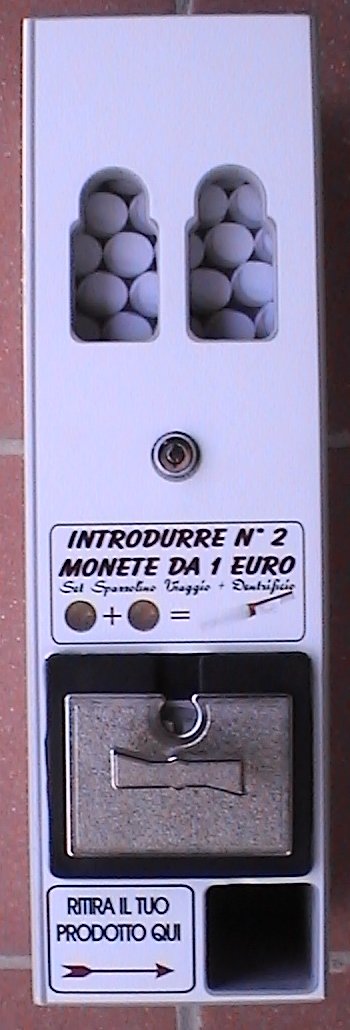 INTRODURRE N° 2
MONETE DA 1 EURO
Set Spazzolino Viaggio + Dentrificio
+ =
RITIRA IL TUO
PRODOTTO QUI